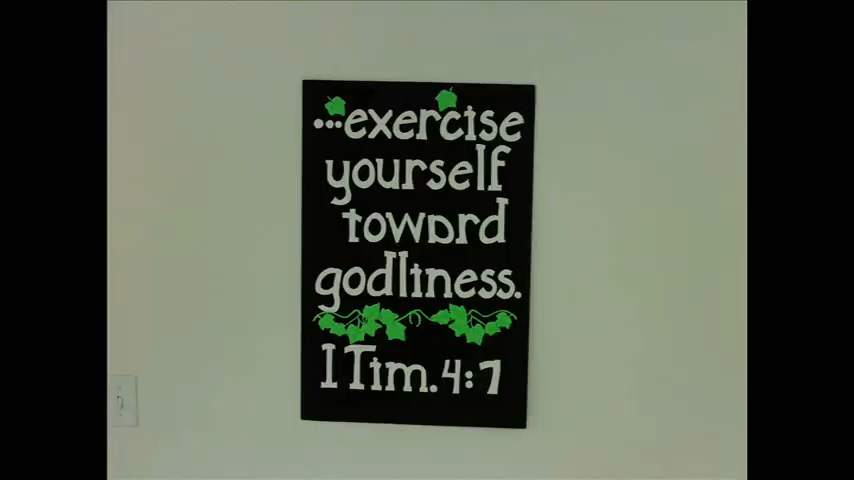 ...exercise
yourself
toward
godliness.
I Tim. 4:7